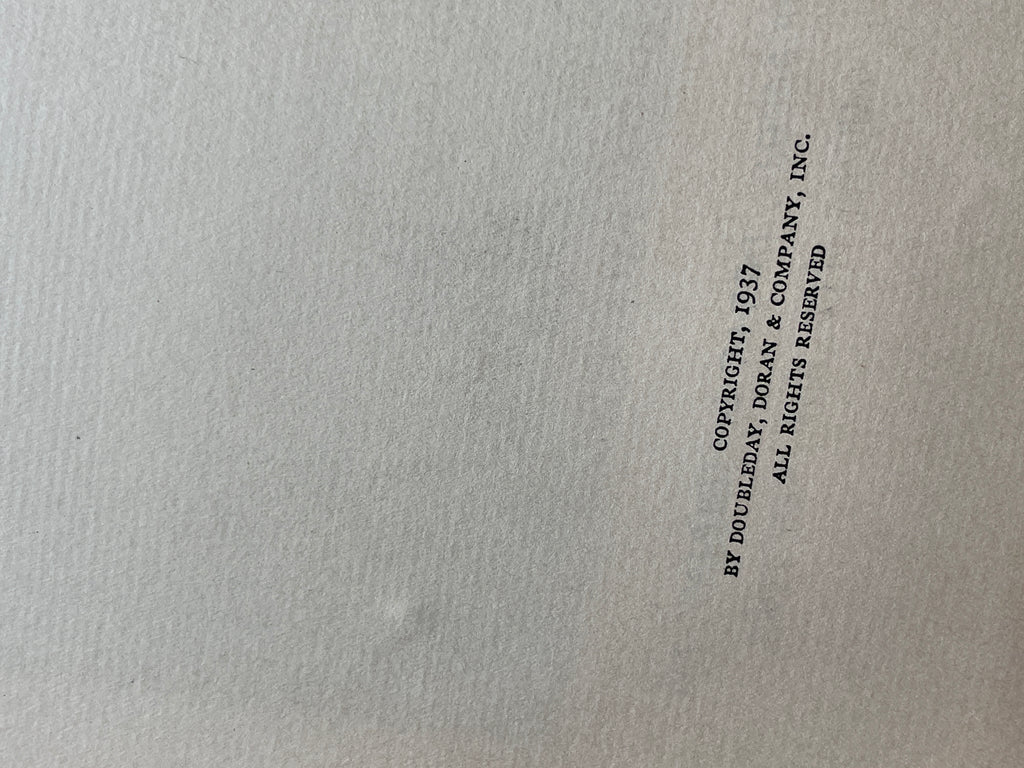 COPYRIGHT, 1937
BY DOUBLEDAY, DORAN & COMPANY, INC.
ALL RIGHTS RESERVED